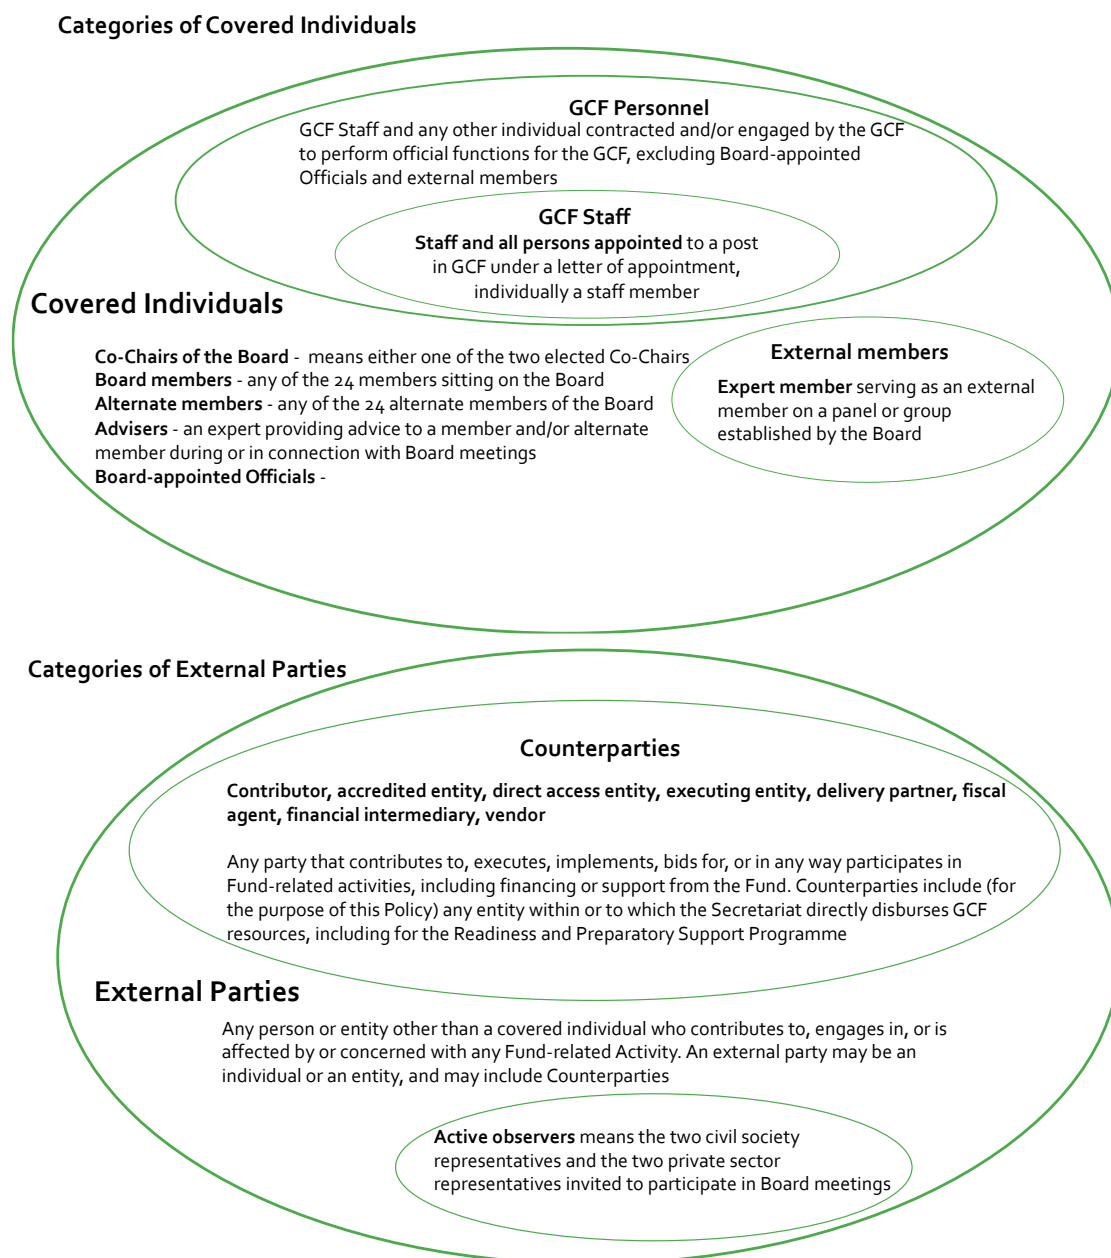 Categories of Covered Individuals
GCF Personnel
GCF Staff and any other individual contracted and/or engaged by the GCF
to perform official functions for the GCF, excluding Board-appointed
Officials and external members
GCF Staff
Staff and all persons appointed to a post
in GCF under a letter of appointment,
individually a staff member
Covered Individuals
Co-Chairs of the Board - means either one of the two elected Co-Chairs
Board members - any of the 24 members sitting on the Board
Alternate members - any of the 24 alternate members of the Board
Advisers - an expert providing advice to a member and/or alternate
member during or in connection with Board meetings
Board-appointed Officials -
External members
Expert member serving as an external
member on a panel or group
established by the Board
Categories of External Parties
Counterparties
Contributor, accredited entity, direct access entity, executing entity, delivery partner, fiscal
agent, financial intermediary, vendor
Any party that contributes to, executes, implements, bids for, or in any way participates in
Fund-related activities, including financing or support from the Fund. Counterparties include (for
the purpose of this Policy) any entity within or to which the Secretariat directly disburses GCF
resources, including for the Readiness and Preparatory Support Programme
External Parties
Any person or entity other than a covered individual who contributes to, engages in, or is
affected by or concerned with any Fund-related Activity. An external party may be an
individual or an entity, and may include Counterparties
Active observers means the two civil society
representatives and the two private sector
representatives invited to participate in Board meetings